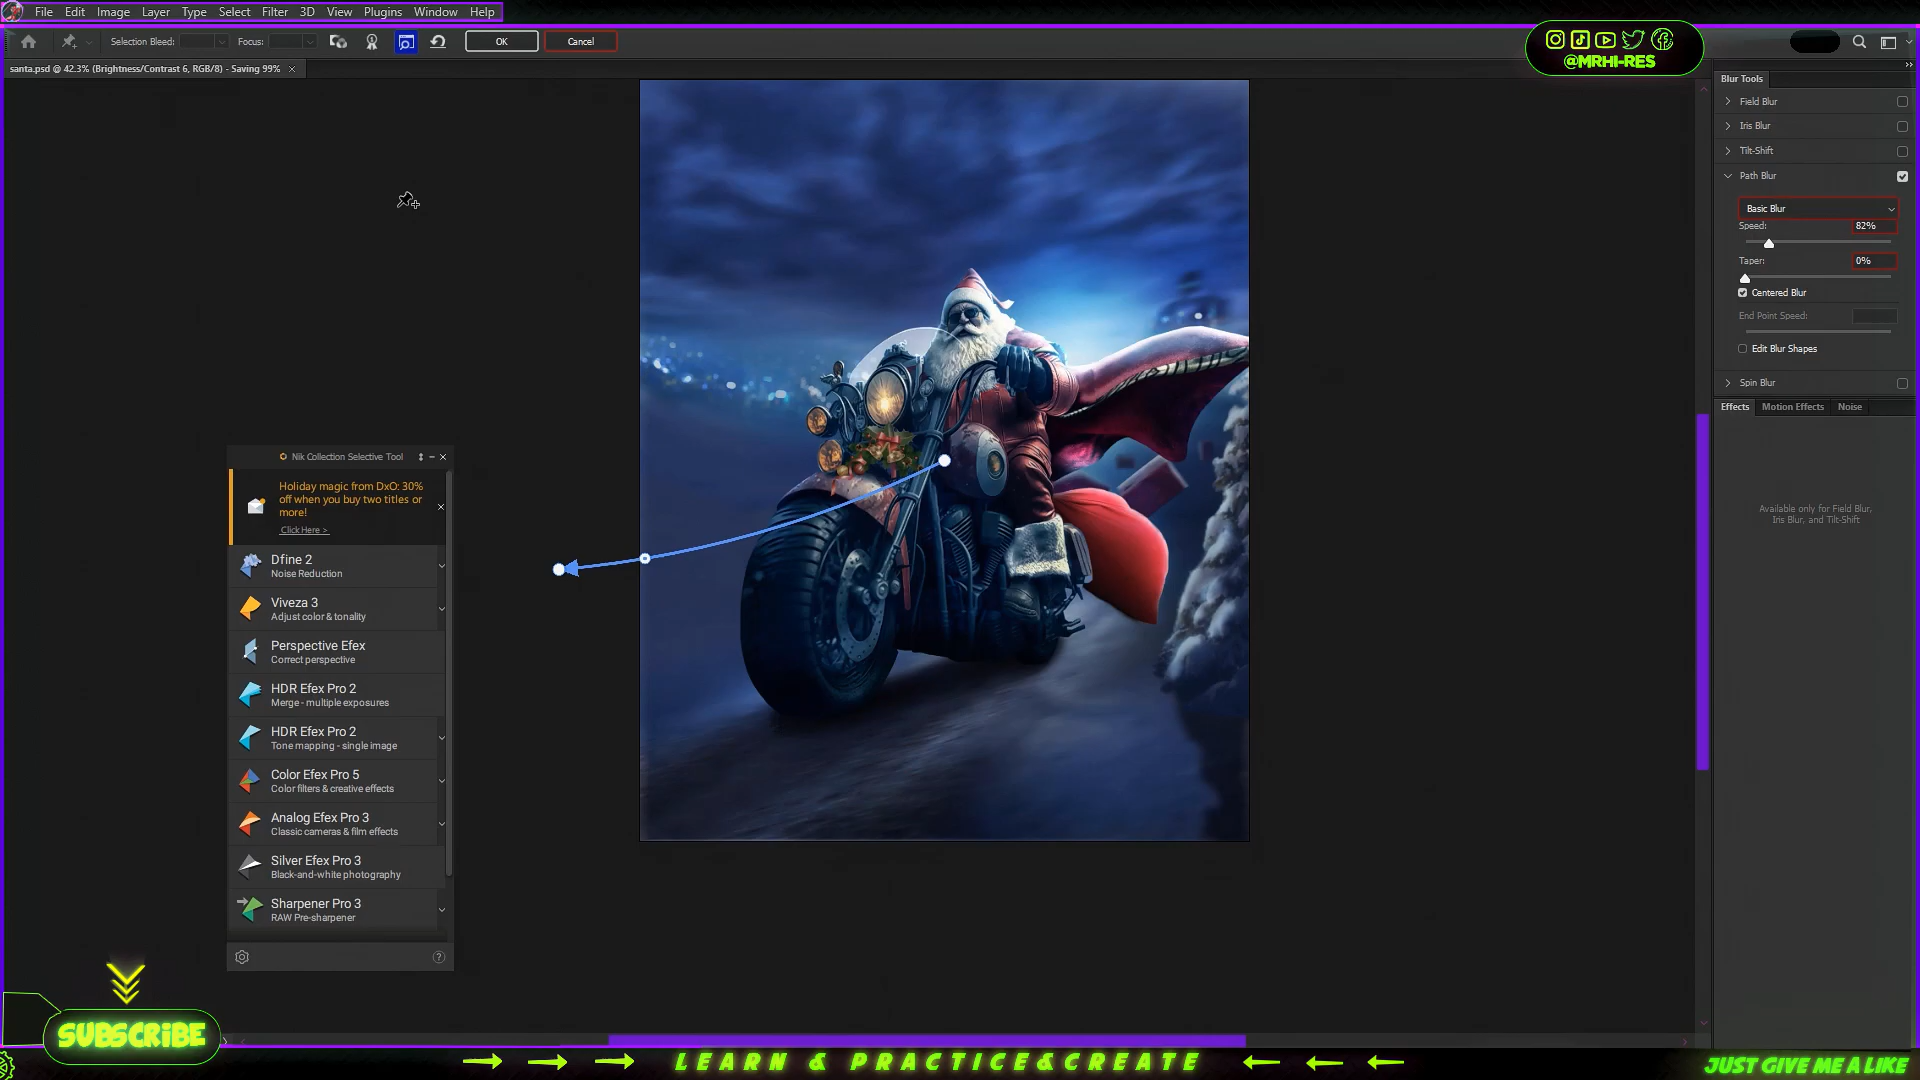 File Edit Image Layer Type Select Filter 3D View Plugins Window Help
Selection Bleed: Focus: OK Cancel
@MRHI-RES
santa.psd @ 42.3% (Brightness/Contrast 6, RGB/8) - Saving 99% ×
Blur Tools
Field Blur
Iris Blur
Tilt-Shift
Path Blur
Basic Blur
Speed: 82%
Taper: 0%
Centered Blur
End Point Speed:
Edit Blur Shapes
Spin Blur
Effects Motion Effects Noise
Available only for Field Blur,
Iris Blur, and Tilt-Shift
Nik Collection Selective Tool
Holiday magic from DxO: 30%
off when you buy two titles or
more!
Click Here >
Dfine 2
Noise Reduction
Viveza 3
Adjust color & tonality
Perspective Efex
Correct perspective
HDR Efex Pro 2
Merge - multiple exposures
HDR Efex Pro 2
Tone mapping - single image
Color Efex Pro 5
Color filters & creative effects
Analog Efex Pro 3
Classic cameras & film effects
Silver Efex Pro 3
Black-and-white photography
Sharpener Pro 3
RAW Pre-sharpener
SUBSCRIBE
LEARN & PRACTICE&CREATE
JUST GIVE ME A LIKE